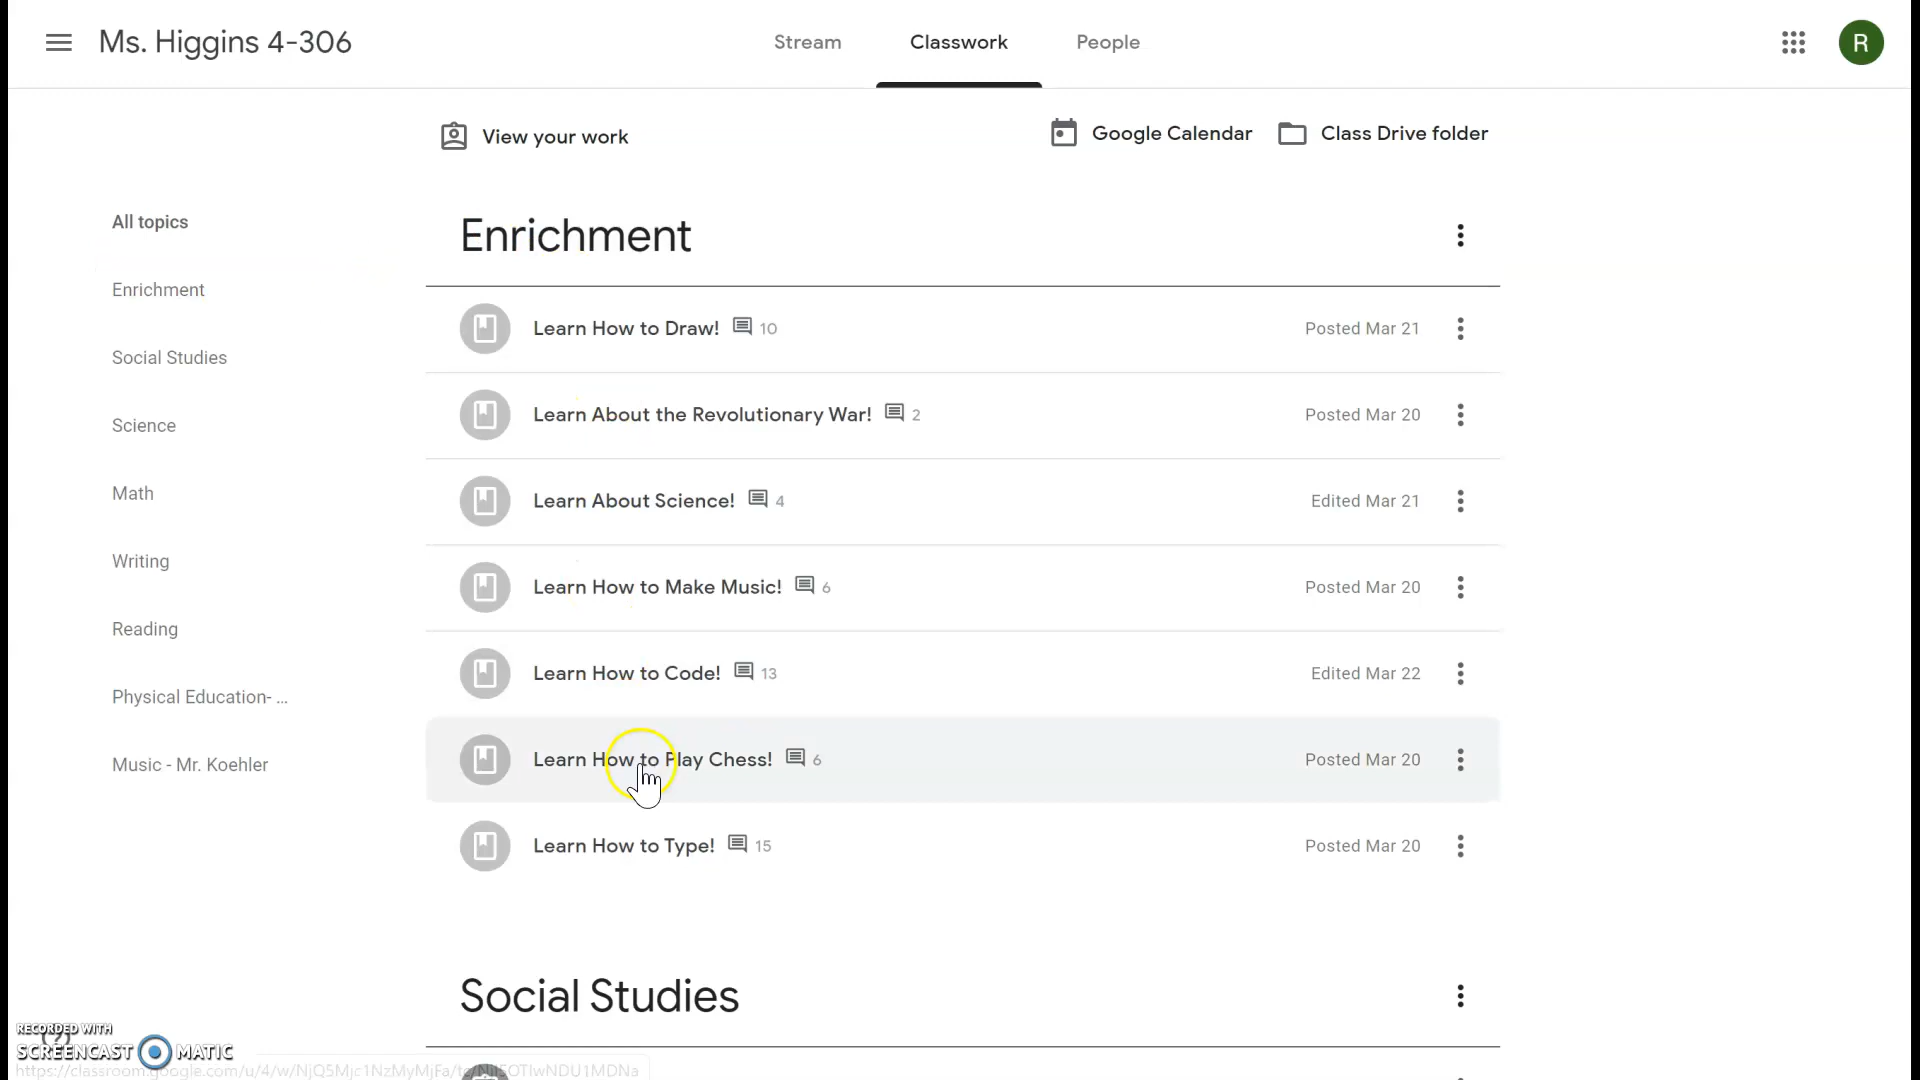 Ms. Higgins 4-306
Stream
Classwork
People
R
View your work
Google Calendar
Class Drive folder
All topics
Enrichment
Social Studies
Science
Math
Writing
Reading
Physical Education- ...
Music - Mr. Koehler
Enrichment
Learn How to Draw! 10 Posted Mar 21
Learn About the Revolutionary War! 2 Posted Mar 20
Learn About Science! 4 Edited Mar 21
Learn How to Make Music! 6 Posted Mar 20
Learn How to Code! 13 Edited Mar 22
Learn How to Play Chess! 6 Posted Mar 20
Learn How to Type! 15 Posted Mar 20
Social Studies
RECORDED WITH
SCREENCAST MATIC